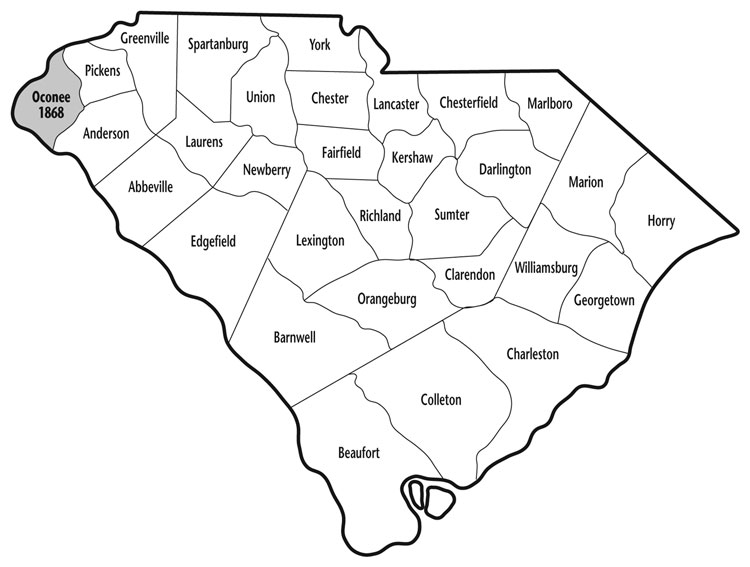 Greenville
Spartanburg
York
Pickens
Oconee
1868
Union
Chester
Lancaster
Chesterfield
Marlboro
Anderson
Laurens
Fairfield
Kershaw
Newberry
Darlington
Abbeville
Marion
Richland
Sumter
Horry
Edgefield
Lexington
Williamsburg
Clarendon
Orangeburg
Georgetown
Barnwell
Charleston
Colleton
Beaufort